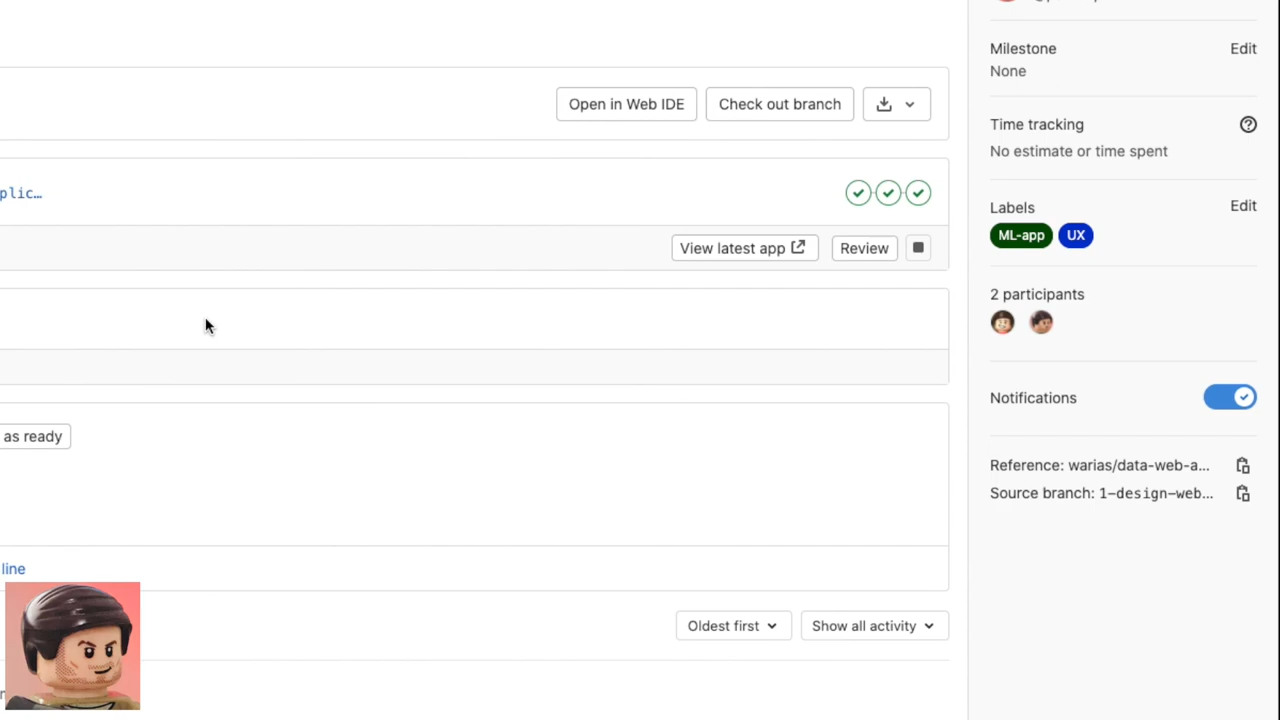 Milestone
Edit
None
Open in Web IDE
Check out branch
Time tracking
No estimate or time spent
plic…
Labels
Edit
ML-app
UX
View latest app
Review
2 participants
Notifications
as ready
Reference: warias/data-web-a...
Source branch: 1-design-web...
line
Oldest first
Show all activity